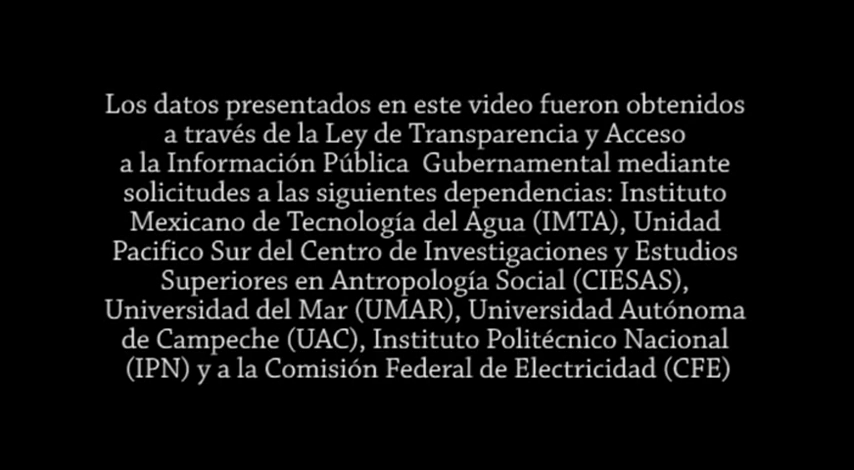 Los datos presentados en este video fueron obtenidos
a través de la Ley de Transparencia y Acceso
a la Información Pública  Gubernamental mediante
solicitudes a las siguientes dependencias: Instituto
Mexicano de Tecnología del Agua (IMTA), Unidad
Pacifico Sur del Centro de Investigaciones y Estudios
Superiores en Antropología Social (CIESAS),
Universidad del Mar (UMAR), Universidad Autónoma
de Campeche (UAC), Instituto Politécnico Nacional
(IPN) y a la Comisión Federal de Electricidad (CFE)